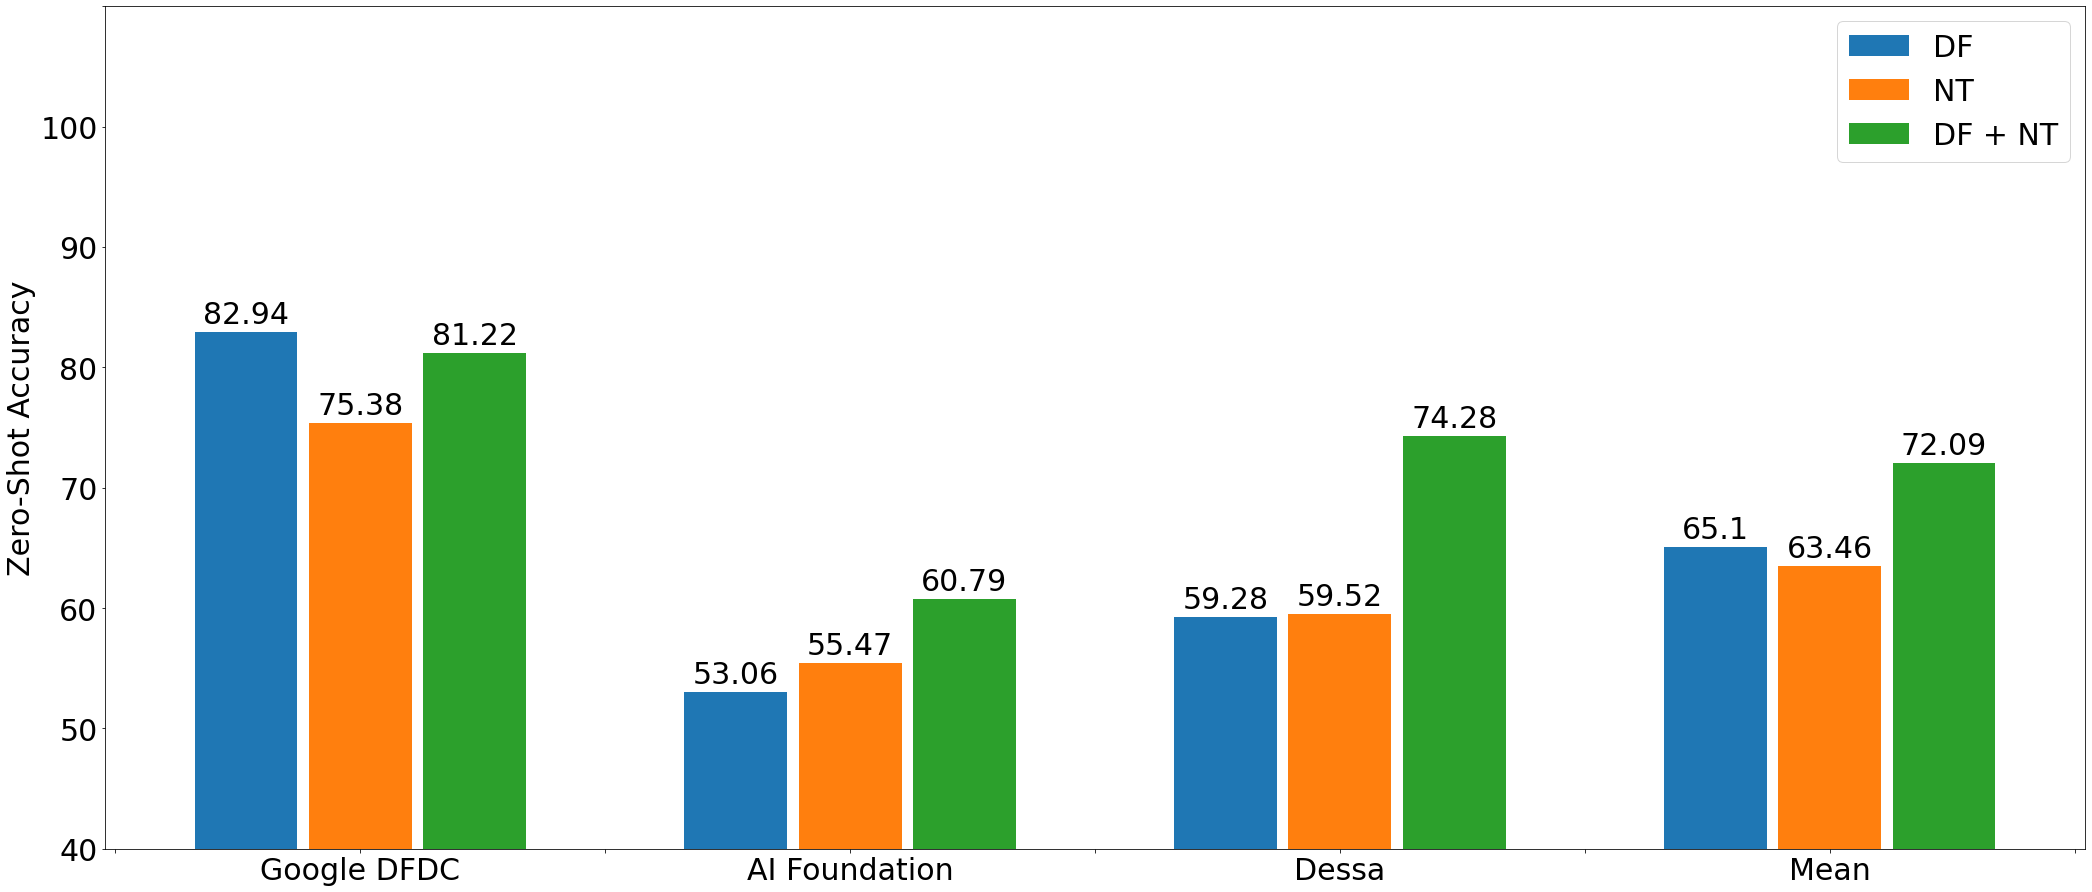 DF
NT
DF + NT
Zero-Shot Accuracy
100
90
80
70
60
50
40
82.94
75.38
81.22
53.06
55.47
60.79
59.28
59.52
74.28
65.1
63.46
72.09
Google DFDC
AI Foundation
Dessa
Mean